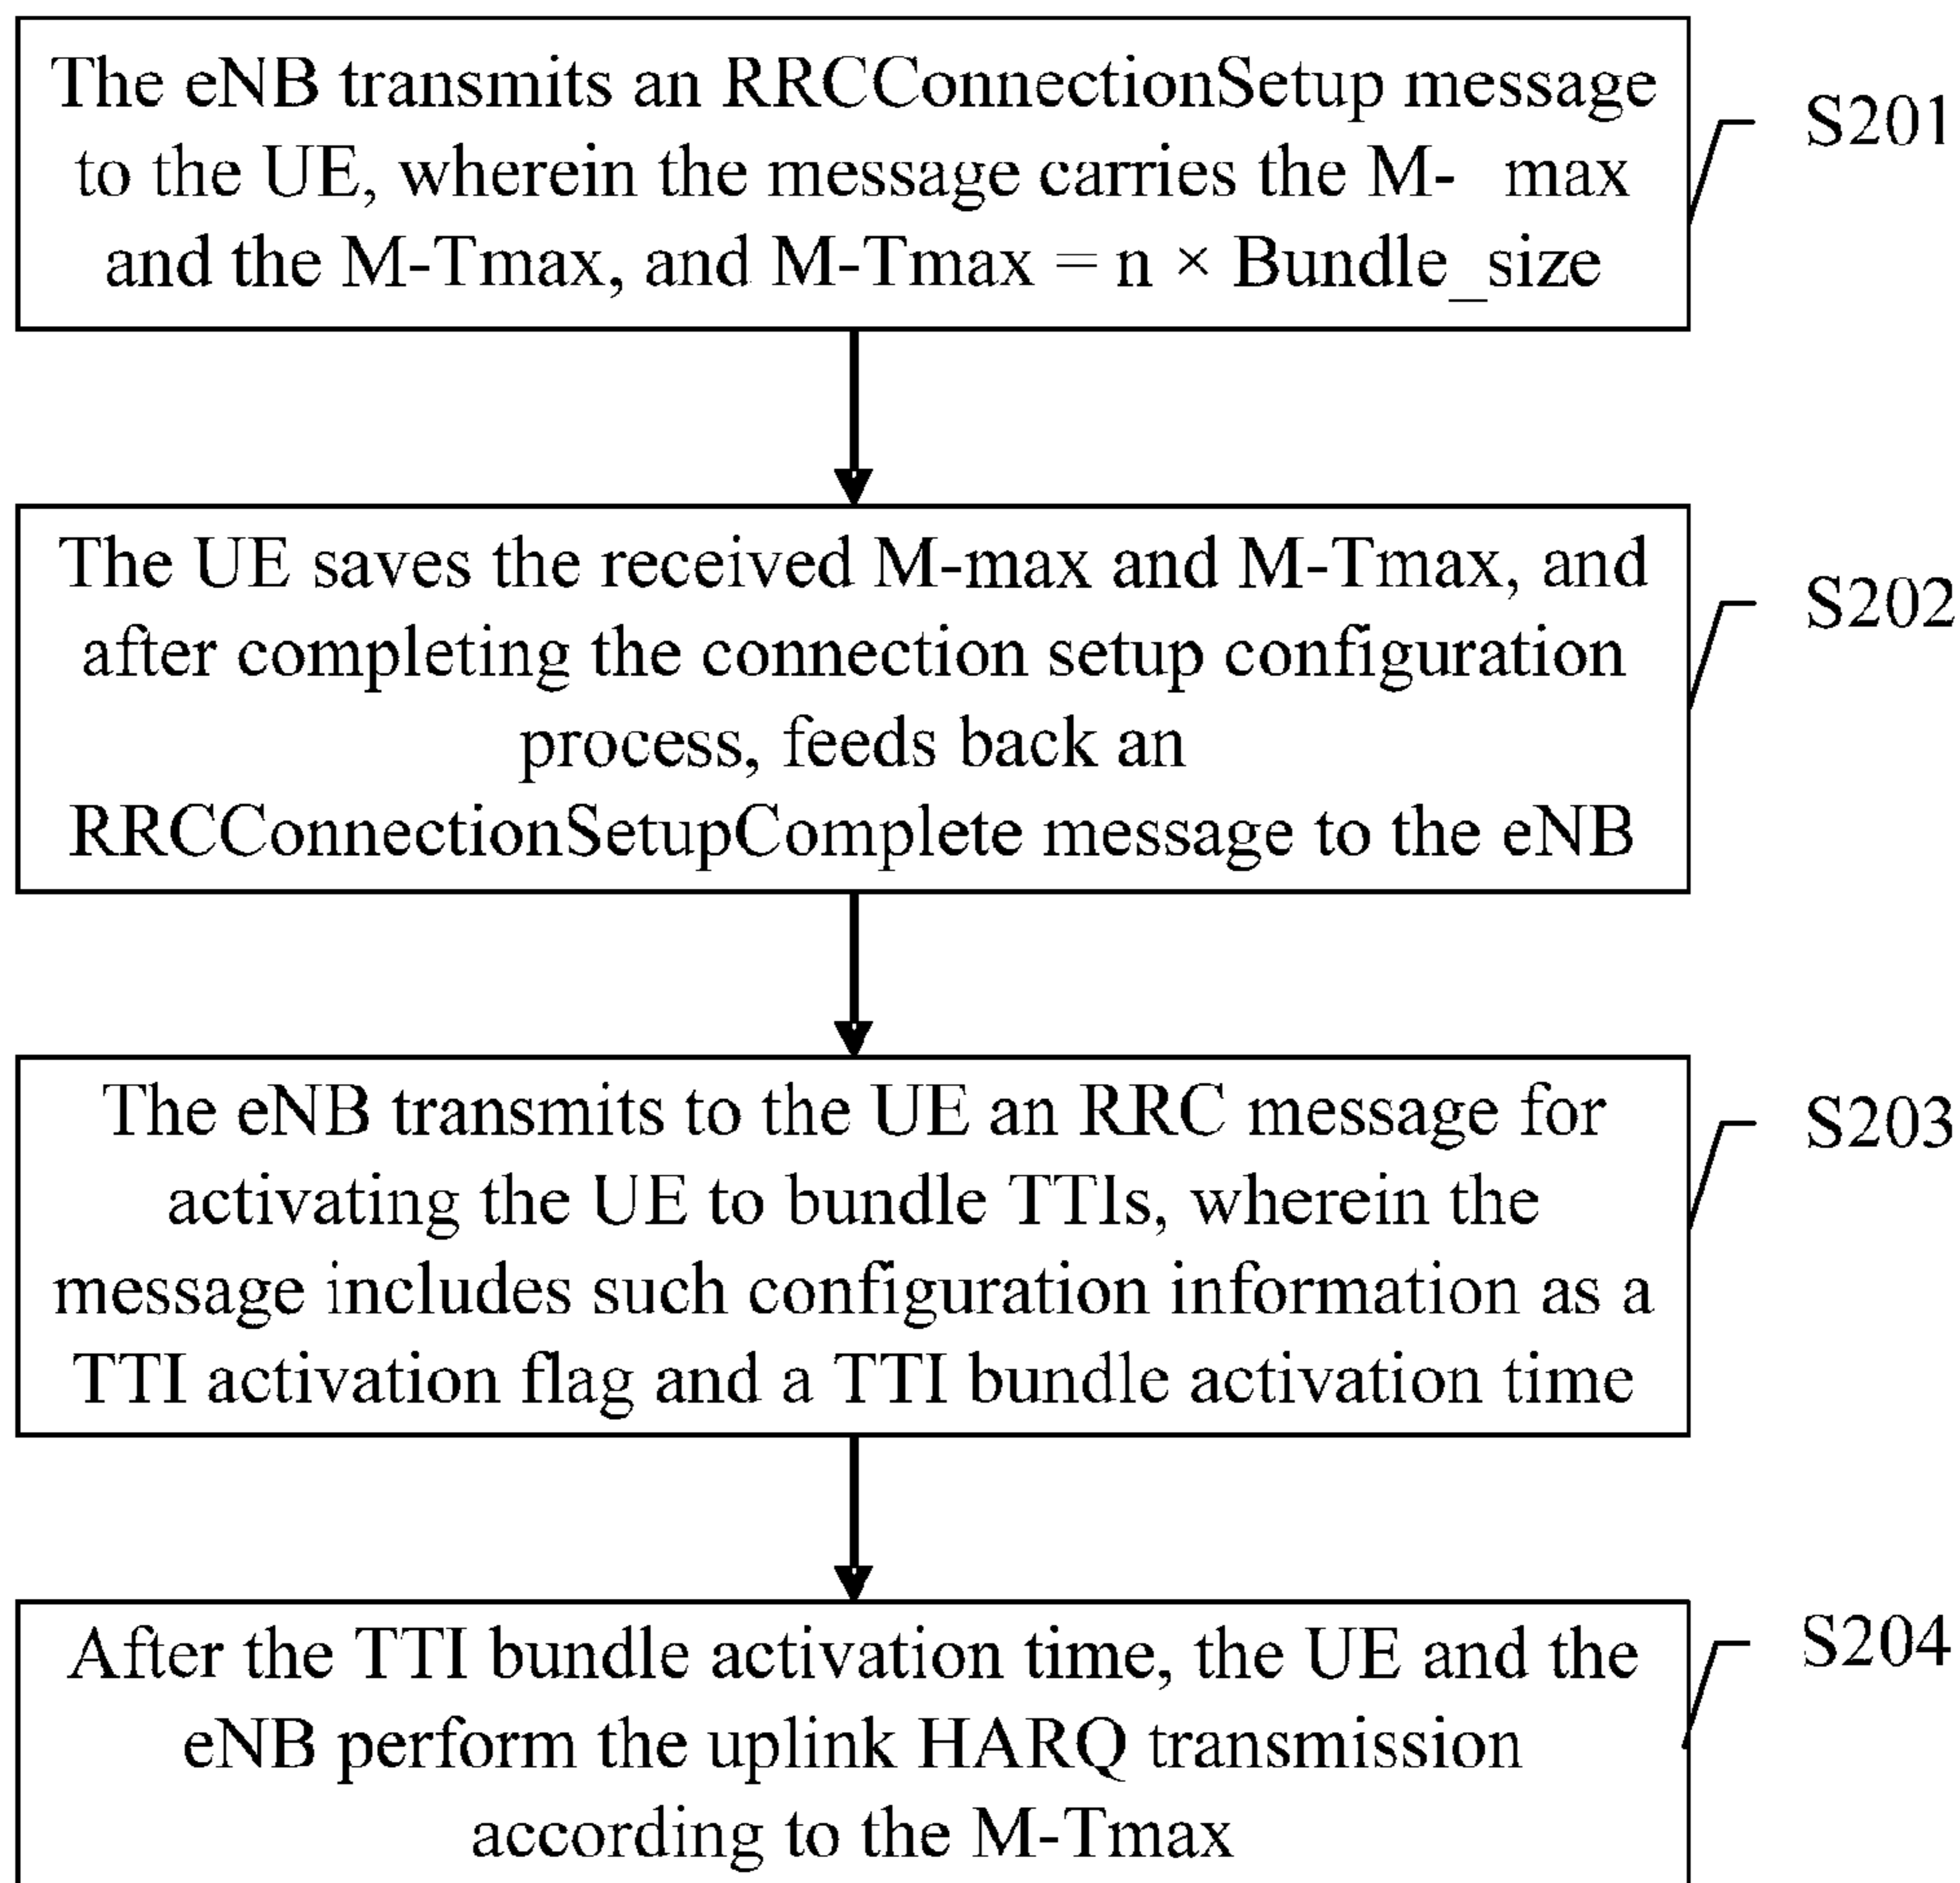 The eNB transmits an RRCConnectionSetup message
to the UE, wherein the message carries the M- max
and the M-Tmax, and M-Tmax = n × Bundle_size
S201
The UE saves the received M-max and M-Tmax, and
after completing the connection setup configuration
process, feeds back an
RRCConnectionSetupComplete message to the eNB
S202
The eNB transmits to the UE an RRC message for
activating the UE to bundle TTIs, wherein the
message includes such configuration information as a
TTI activation flag and a TTI bundle activation time
S203
After the TTI bundle activation time, the UE and the
eNB perform the uplink HARQ transmission
according to the M-Tmax
S204